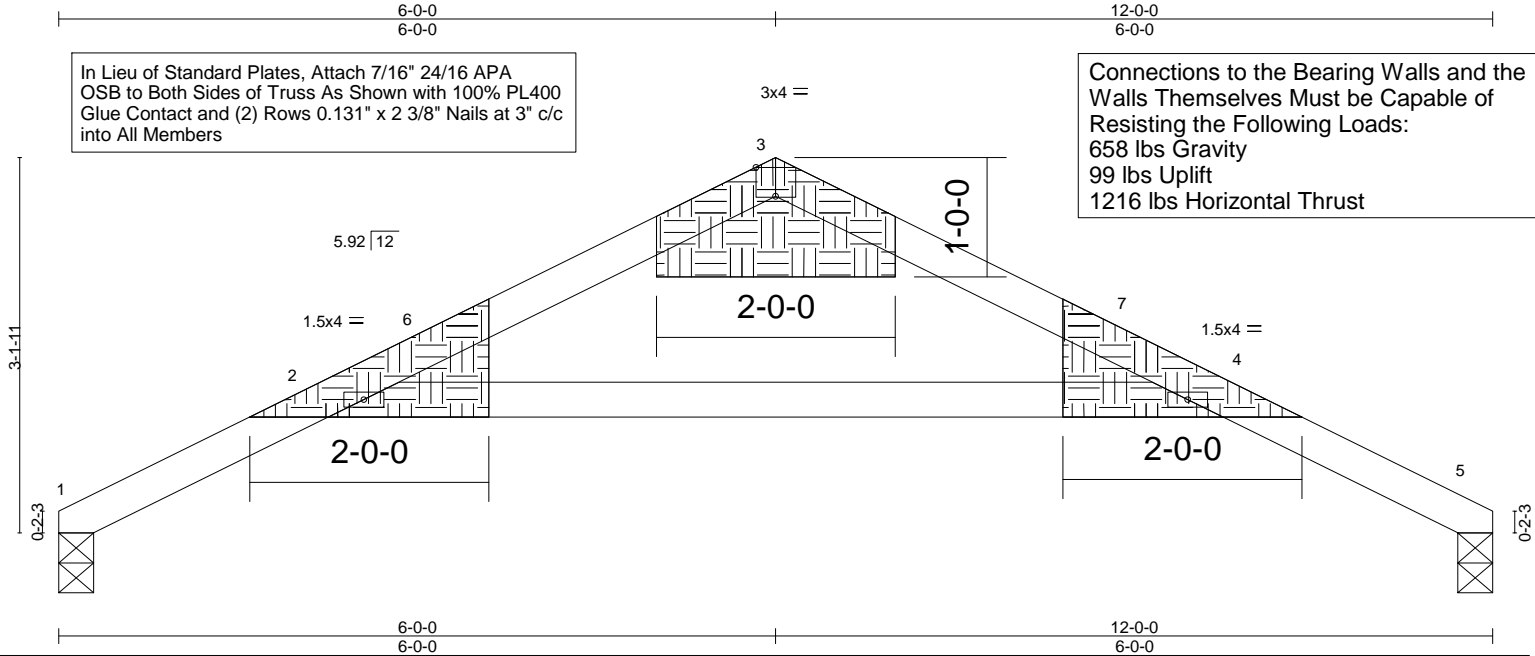 6-0-0
6-0-0
12-0-0
6-0-0
In Lieu of Standard Plates, Attach 7/16" 24/16 APA
OSB to Both Sides of Truss As Shown with 100% PL400
Glue Contact and (2) Rows 0.131" x 2 3/8" Nails at 3" c/c
into All Members
Connections to the Bearing Walls and the
Walls Themselves Must be Capable of
Resisting the Following Loads:
658 lbs Gravity
99 lbs Uplift
1216 lbs Horizontal Thrust
3x4 =
3
1-0-0
5.92 12
2-0-0
1.5x4 =
6
7
1.5x4 =
3-1-11
2
4
2-0-0
2-0-0
1
5
0-2-3
0-2-3
6-0-0
6-0-0
12-0-0
6-0-0